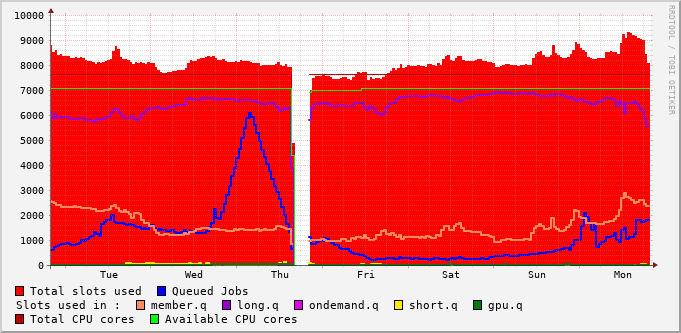 10000
9000
8000
7000
6000
5000
4000
3000
2000
1000
0
Tue Wed Thu Fri Sat Sun Mon
RRDTOOL / TOBI OETIKER
Total slots used Queued Jobs
Slots used in : member.q long.q ondemand.q short.q gpu.q
Total CPU cores Available CPU cores